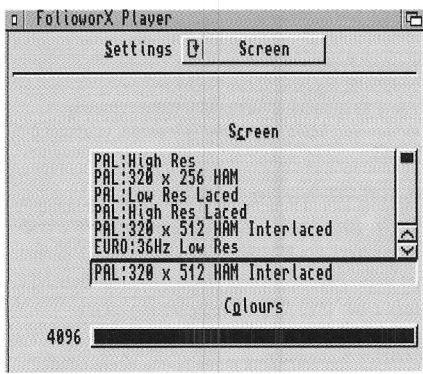 FolioworX Player
Settings Screen
Screen
PAL:High Res
PAL:320 x 256 HAM
PAL:Low Res Laced
PAL:High Res Laced
PAL:320 x 512 HAM Interlaced
EURO:36Hz Low Res
PAL:320 x 512 HAM Interlaced
Colours
4096